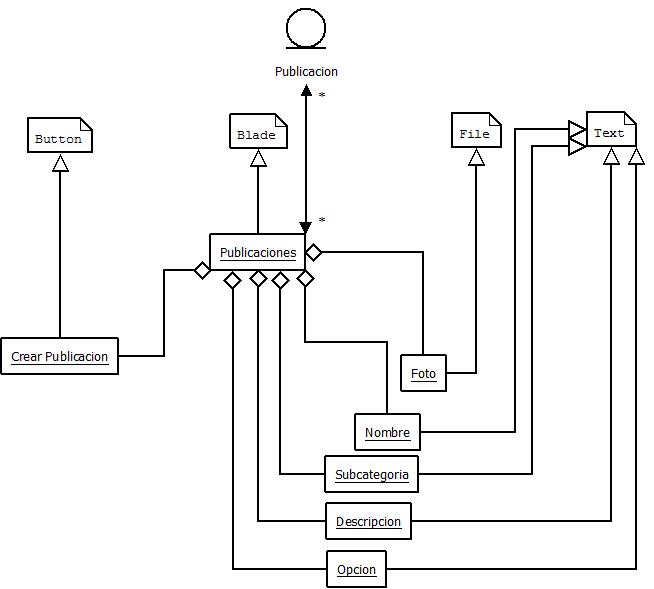 Publicacion
*
Button
Blade
File
Text
*
Publicaciones
Crear Publicacion
Foto
Nombre
Subcategoria
Descripcion
Opcion